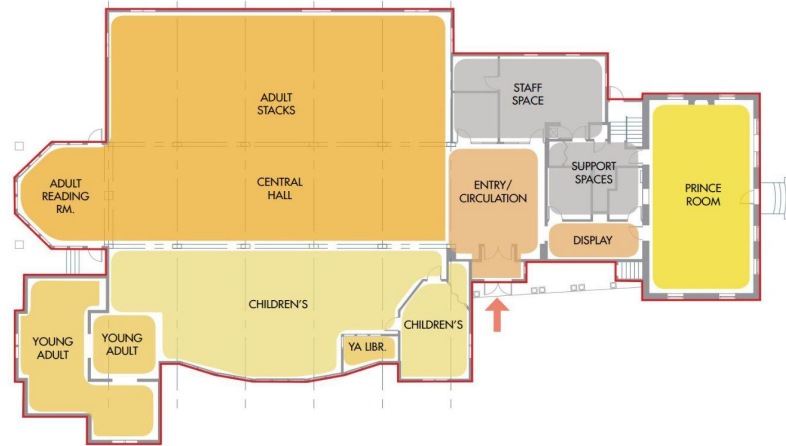 ADULT
STACKS
STAFF
SPACE
ADULT
READING
RM.
CENTRAL
HALL
ENTRY/
CIRCULATION
SUPPORT
SPACES
PRINCE
ROOM
DISPLAY
CHILDREN'S
CHILDREN'S
YOUNG
ADULT
YOUNG
ADULT
YA LIBR.